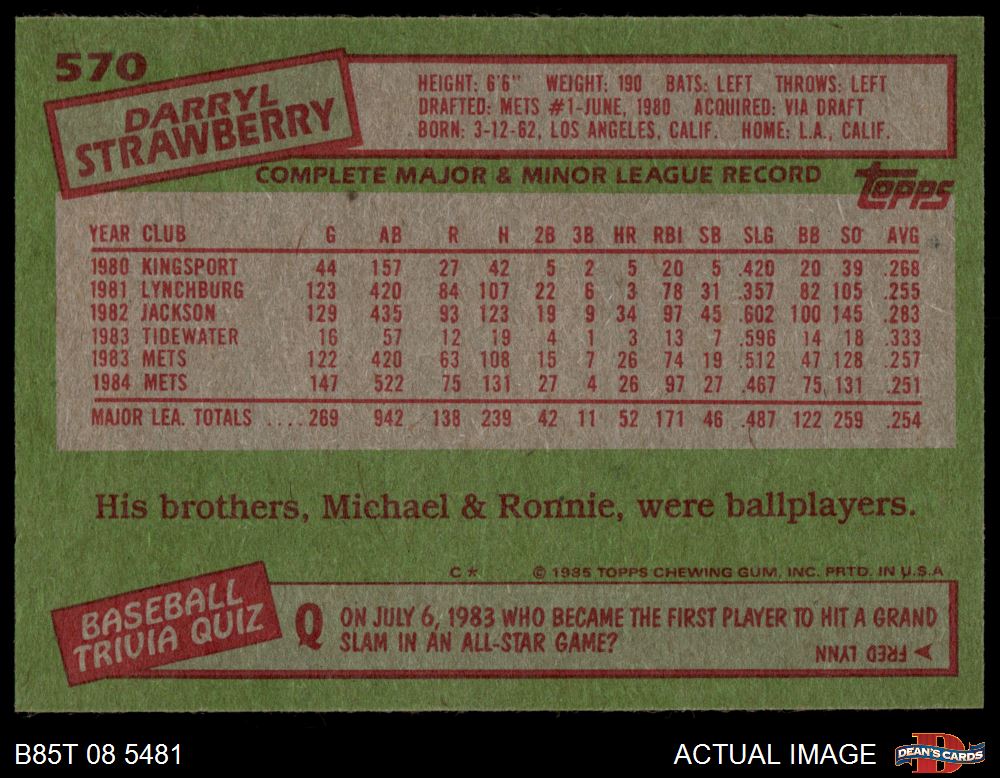 570
DARRYL
STRAWBERRY
HEIGHT: 6'6" WEIGHT: 190 BATS: LEFT THROWS: LEFT
DRAFTED: METS #1-JUNE, 1980 ACQUIRED: VIA DRAFT
BORN: 3-12-62, LOS ANGELES, CALIF. HOME: L.A., CALIF.
COMPLETE MAJOR & MINOR LEAGUE RECORD
TOPPS
YEAR CLUB G AB R H 2B 3B HR RBI SB SLG BB SO AVG
1980 KINGSPORT 44 157 27 42 5 2 5 20 5 .420 20 39 .268
1981 LYNCHBURG 123 420 84 107 22 6 3 78 31 .357 82 105 .255
1982 JACKSON 129 435 93 123 19 9 34 97 45 .602 100 145 .283
1983 TIDEWATER 16 57 12 19 4 1 3 13 7 .596 14 18 .333
1983 METS 122 420 63 108 15 7 26 74 19 .512 47 128 .257
1984 METS 147 522 75 131 27 4 26 97 27 .467 75 131 .251
MAJOR LEA. TOTALS ....269 942 138 239 42 11 52 171 46 .487 122 259 .254
His brothers, Michael & Ronnie, were ballplayers.
C* © 1985 TOPPS CHEWING GUM, INC. PRTD. IN U.S.A
BASEBALL
TRIVIA QUIZ
Q ON JULY 6, 1983 WHO BECAME THE FIRST PLAYER TO HIT A GRAND
SLAM IN AN ALL-STAR GAME?
A FRED LYNN
B85T 08 5481
ACTUAL IMAGE
DEAN'S CARDS